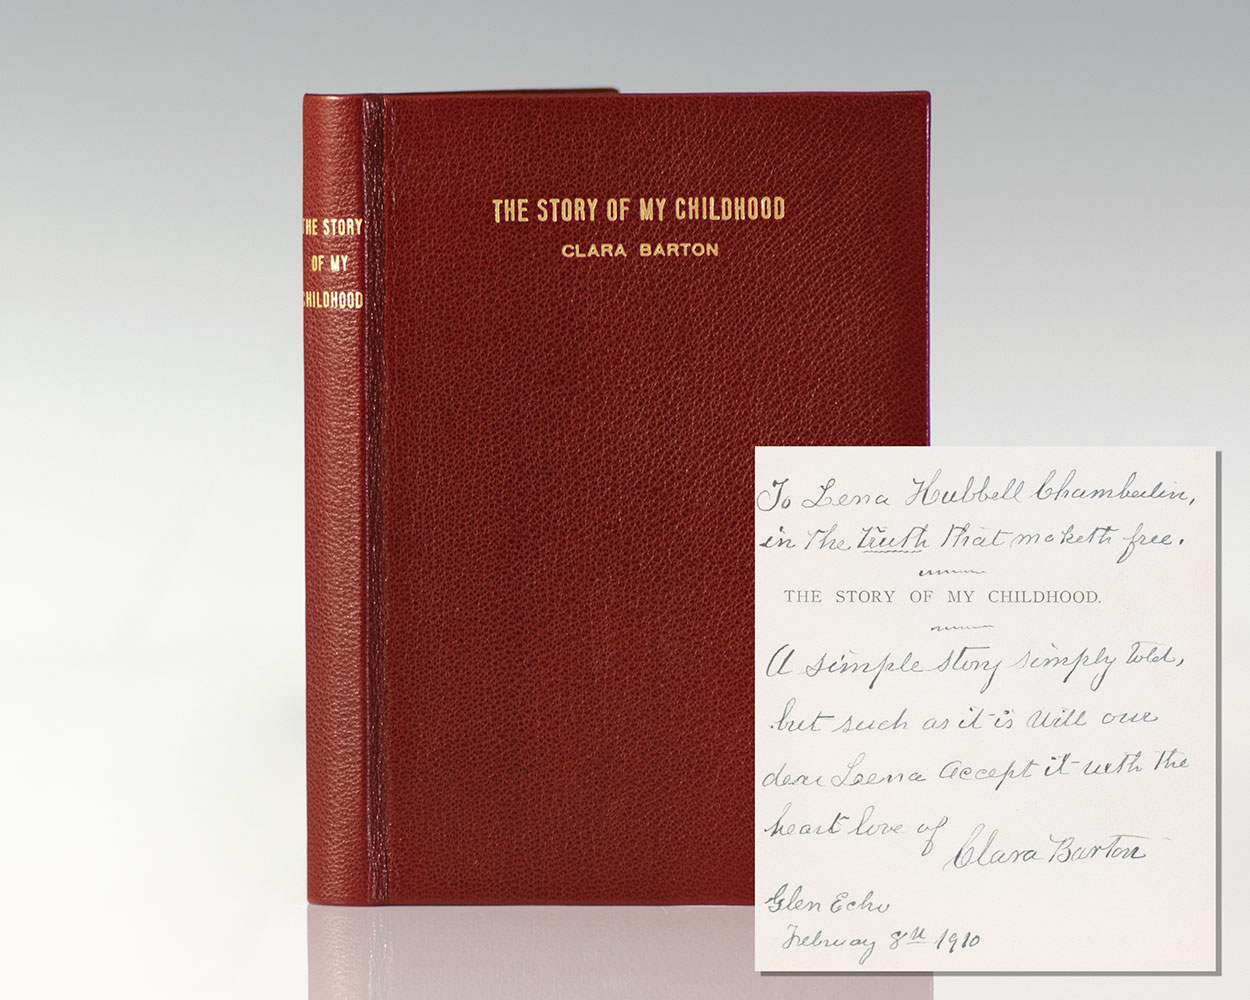 THE STORY
OF MY
CHILDHOOD
THE STORY OF MY CHILDHOOD
CLARA BARTON
To Lena Hubbell Chamberlin,
in the truth that maketh free.
THE STORY OF MY CHILDHOOD.
A simple story simply told,
but such as it is will our
dear Leena accept it with the
heart love of
Clara Barton
Glen Echo
February 8th 1910